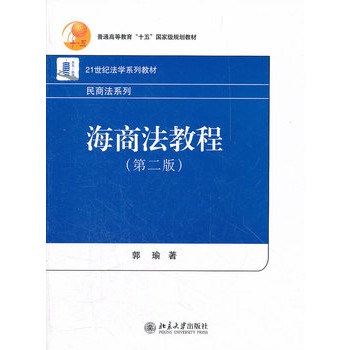 普通高等教育“十五”国家级规划教材
21世纪法学系列教材
民商法系列
海商法教程
(第二版)
郭 瑜 著
北京大学出版社
PEKING UNIVERSITY PRESS